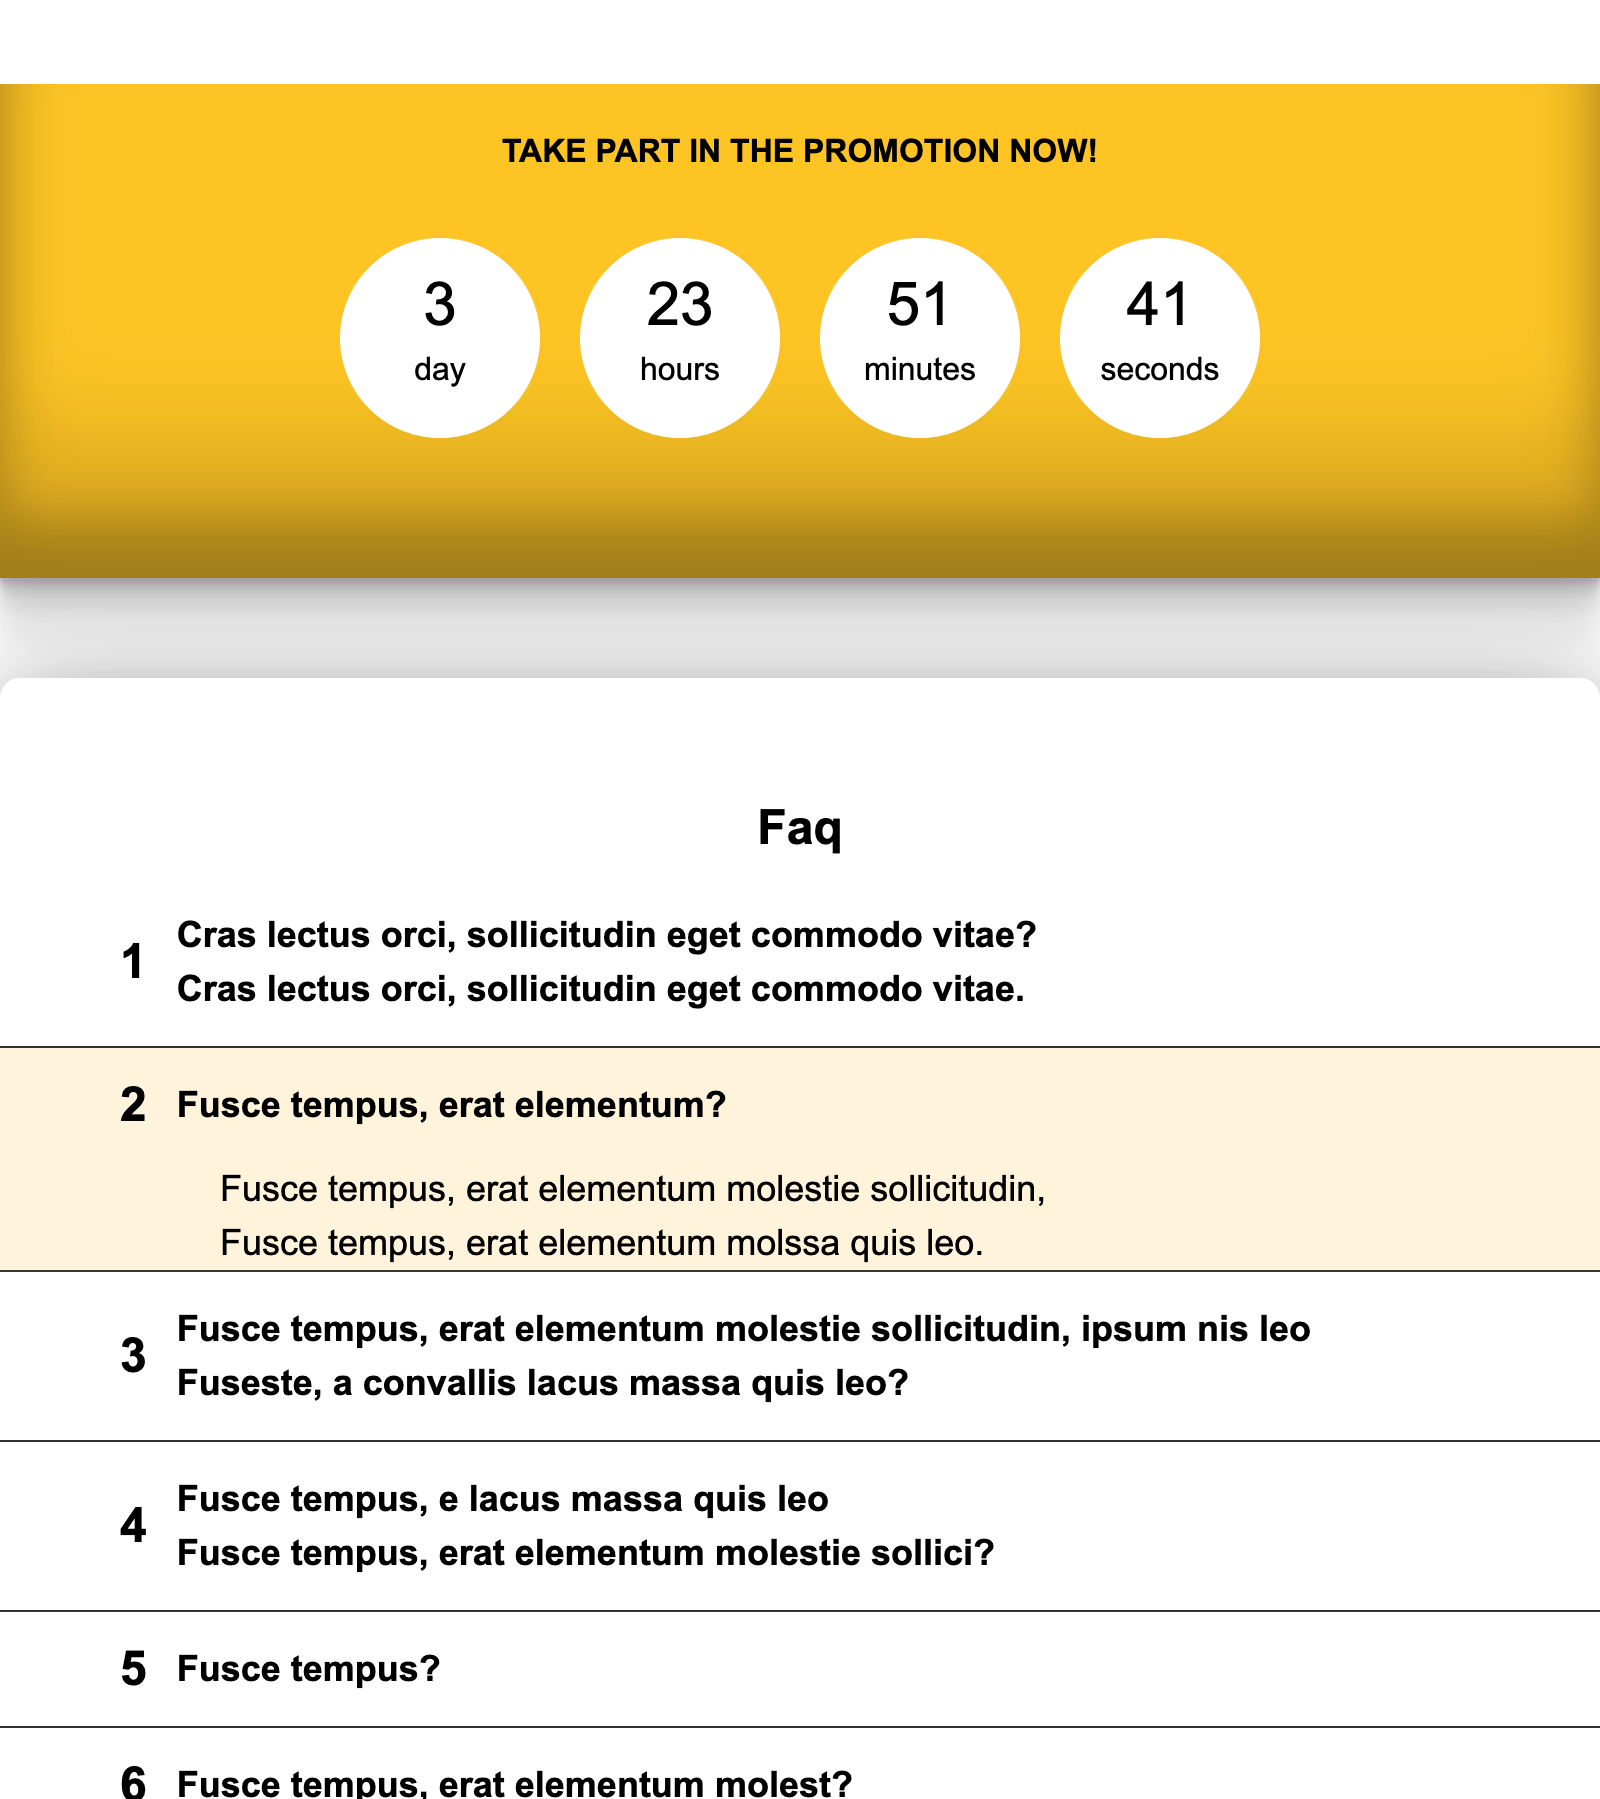 TAKE PART IN THE PROMOTION NOW!
3 23 51 41
day hours minutes seconds
Faq
1 Cras lectus orci, sollicitudin eget commodo vitae?
Cras lectus orci, sollicitudin eget commodo vitae.
2 Fusce tempus, erat elementum?
Fusce tempus, erat elementum molestie sollicitudin,
Fusce tempus, erat elementum molssa quis leo.
3 Fusce tempus, erat elementum molestie sollicitudin, ipsum nis leo
Fuseste, a convallis lacus massa quis leo?
4 Fusce tempus, e lacus massa quis leo
Fusce tempus, erat elementum molestie sollici?
5 Fusce tempus?
6 Fusce tempus, erat elementum molest?